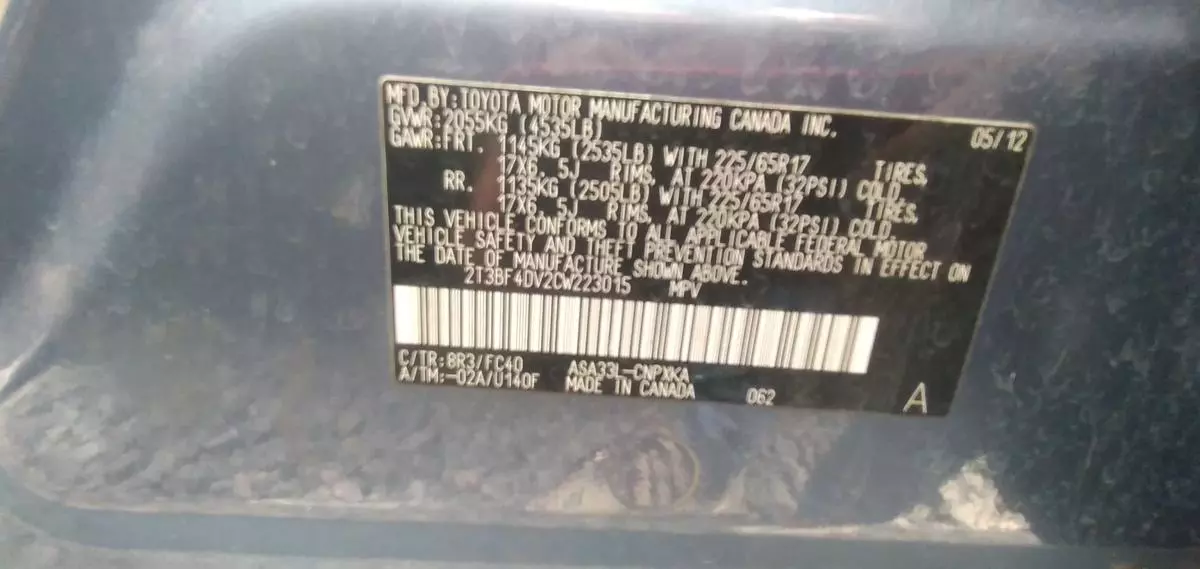 MFD BY:TOYOTA MOTOR MANUFACTURING CANADA INC.
GVWR:2055KG (4535LB) 05/12
GAWR:FRT. 1145KG (2535LB) WITH 225/65R17 TIRES,
17X6. 5J RIMS, AT 220KPA (32PSI) COLD
RR. 1135KG (2505LB) WITH 225/65R17 TIRES,
17X6. 5J RIMS, AT 220KPA (32PSI) COLD
THIS VEHICLE CONFORMS TO ALL APPLICABLE FEDERAL MOTOR
VEHICLE SAFETY AND THEFT PREVENTION STANDARDS IN EFFECT ON
THE DATE OF MANUFACTURE SHOWN ABOVE.
2T3BF4DV2CW223015 MPV
C/TR:8R3/FC40 ASA33L-CNPXKA
A/TM:-02A/U140F MADE IN CANADA 062 A